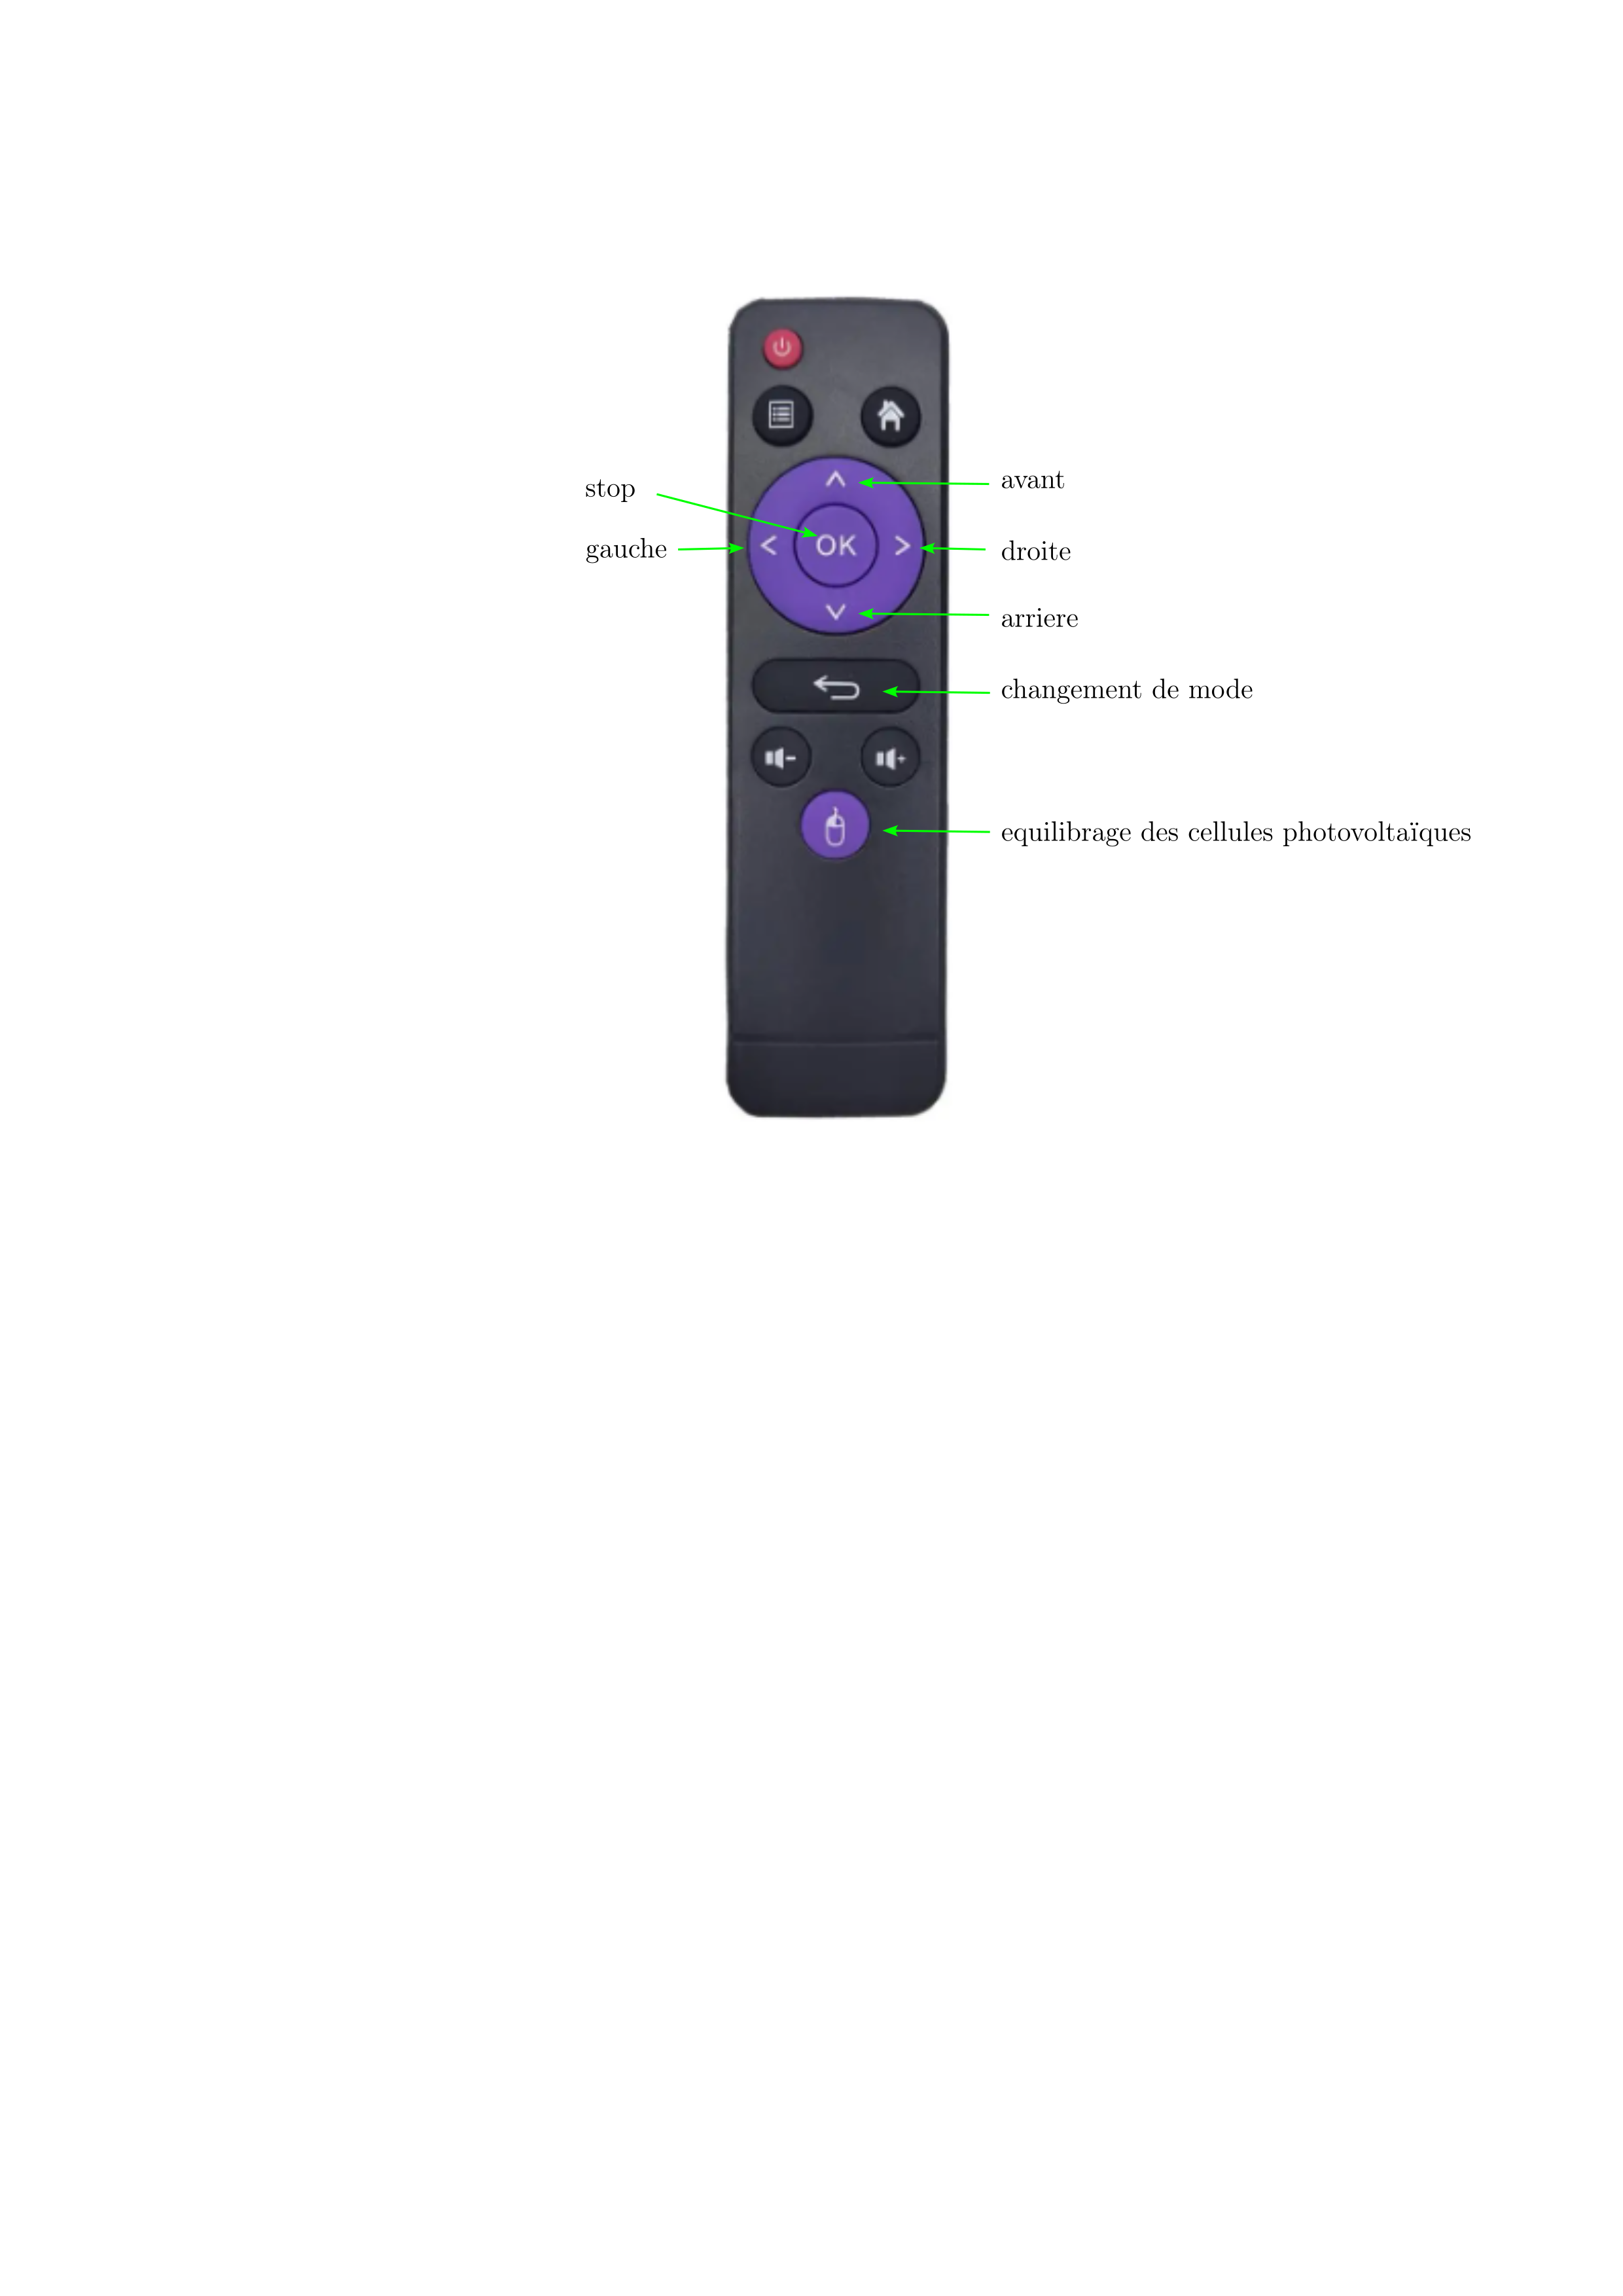 avant
stop
gauche
OK
droite
arriere
changement de mode
equilibrage des cellules photovoltaïques